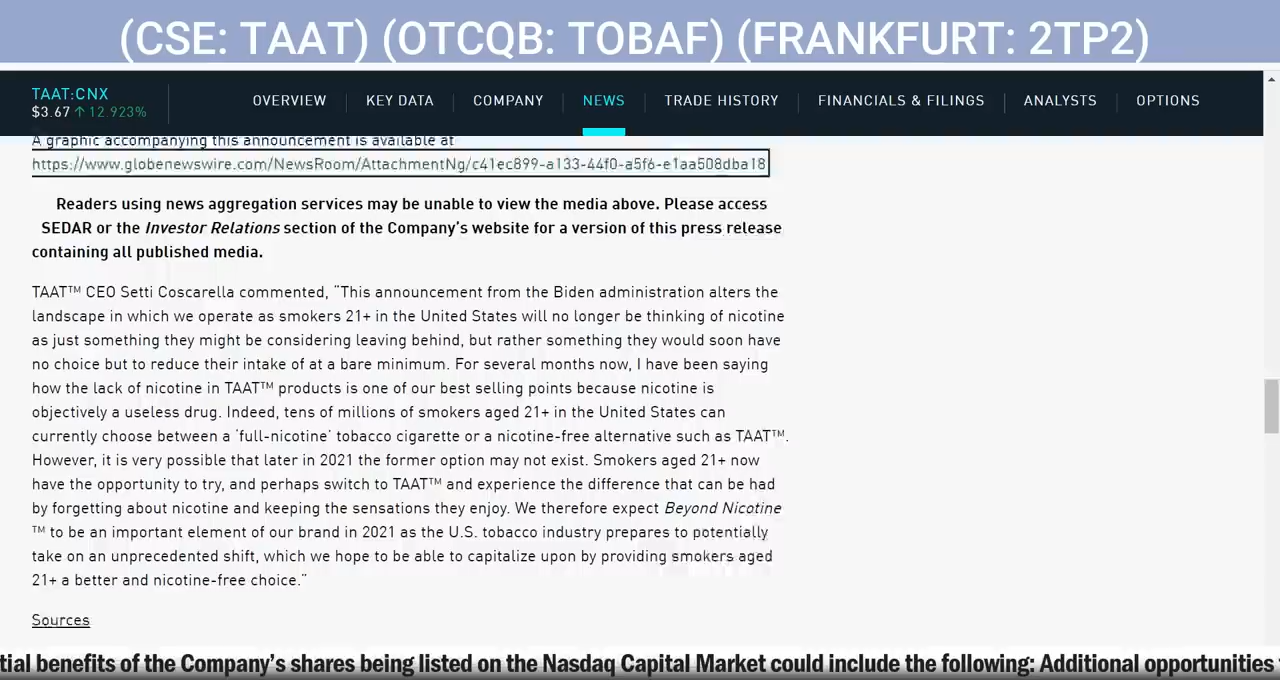 (CSE: TAAT) (OTCQB: TOBAF) (FRANKFURT: 2TP2)
TAAT:CNX
$3.67 ↑ 12.923%
OVERVIEW KEY DATA COMPANY NEWS TRADE HISTORY FINANCIALS & FILINGS ANALYSTS OPTIONS
A graphic accompanying this announcement is available at
https://www.globenewswire.com/NewsRoom/AttachmentNg/c41ec899-a133-44f0-a5f6-e1aa508dba18
Readers using news aggregation services may be unable to view the media above. Please access
SEDAR or the Investor Relations section of the Company's website for a version of this press release
containing all published media.
TAAT™ CEO Setti Coscarella commented, “This announcement from the Biden administration alters the
landscape in which we operate as smokers 21+ in the United States will no longer be thinking of nicotine
as just something they might be considering leaving behind, but rather something they would soon have
no choice but to reduce their intake of at a bare minimum. For several months now, I have been saying
how the lack of nicotine in TAAT™ products is one of our best selling points because nicotine is
objectively a useless drug. Indeed, tens of millions of smokers aged 21+ in the United States can
currently choose between a ‘full-nicotine’ tobacco cigarette or a nicotine-free alternative such as TAAT™.
However, it is very possible that later in 2021 the former option may not exist. Smokers aged 21+ now
have the opportunity to try, and perhaps switch to TAAT™ and experience the difference that can be had
by forgetting about nicotine and keeping the sensations they enjoy. We therefore expect Beyond Nicotine
™ to be an important element of our brand in 2021 as the U.S. tobacco industry prepares to potentially
take on an unprecedented shift, which we hope to be able to capitalize upon by providing smokers aged
21+ a better and nicotine-free choice.”
Sources
tial benefits of the Company's shares being listed on the Nasdaq Capital Market could include the following: Additional opportunities